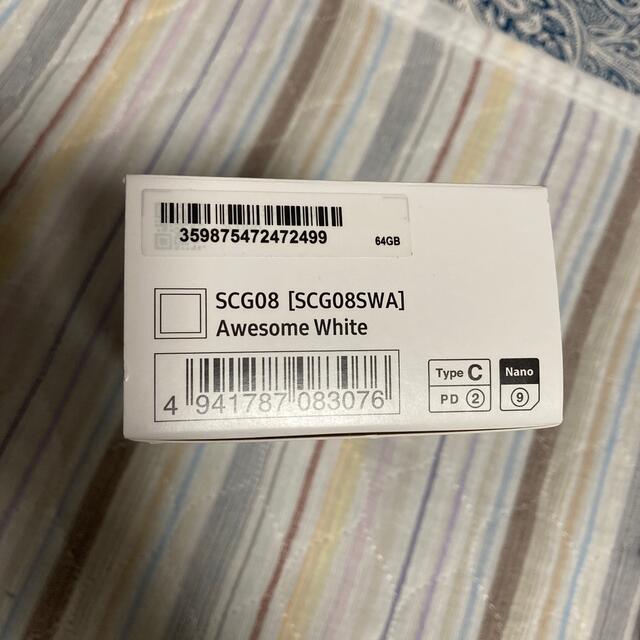 359875472472499
64GB
SCG08 [SCG08SWA]
Awesome White
4 941787 083076
Type C
PD ②
Nano
⑨